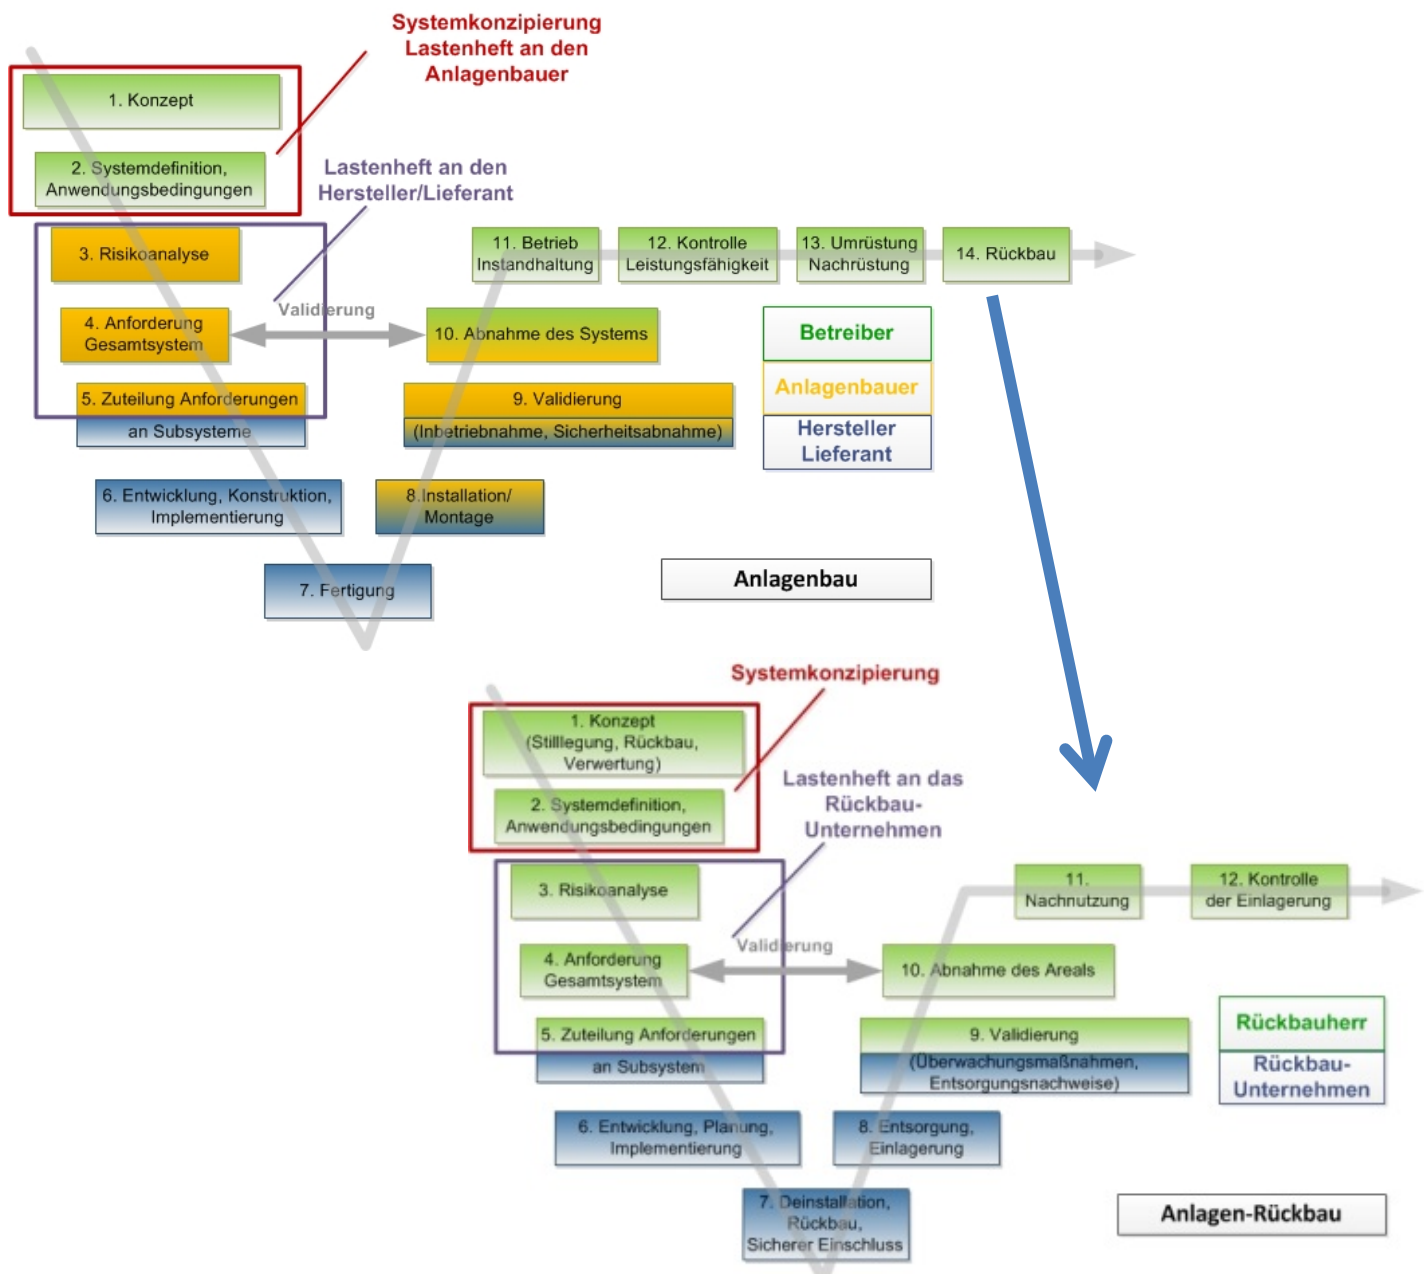 Systemkonzipierung
Lastenheft an den
Anlagenbauer
1. Konzept
2. Systemdefinition,
Anwendungsbedingungen
Lastenheft an den
Hersteller/Lieferant
3. Risikoanalyse
11. Betrieb
Instandhaltung
12. Kontrolle
Leistungsfähigkeit
13. Umrüstung
Nachrüstung
14. Rückbau
Validierung
4. Anforderung
Gesamtsystem
10. Abnahme des Systems
Betreiber
Anlagenbauer
Hersteller
Lieferant
5. Zuteilung Anforderungen
an Subsysteme
9. Validierung
(Inbetriebnahme, Sicherheitsabnahme)
6. Entwicklung, Konstruktion,
Implementierung
8.Installation/
Montage
7. Fertigung
Anlagenbau
Systemkonzipierung
1. Konzept
(Stilllegung, Rückbau,
Verwertung)
2. Systemdefinition,
Anwendungsbedingungen
Lastenheft an das
Rückbau-
Unternehmen
3. Risikoanalyse
11.
Nachnutzung
12. Kontrolle
der Einlagerung
Validierung
4. Anforderung
Gesamtsystem
10. Abnahme des Areals
5. Zuteilung Anforderungen
an Subsystem
9. Validierung
(Überwachungsmaßnahmen,
Entsorgungsnachweise)
Rückbauherr
Rückbau-
Unternehmen
6. Entwicklung, Planung,
Implementierung
8. Entsorgung,
Einlagerung
7. Deinstallation,
Rückbau,
Sicherer Einschluss
Anlagen-Rückbau